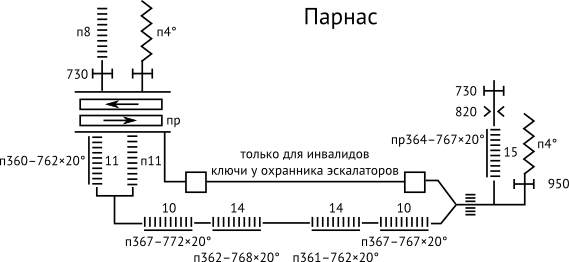 Парнас
п8
п4°
730
пр
п360–762×20°
11
п11
только для инвалидов
ключи у охранника эскалаторов
730
820
пр364–767×20°
15
п4°
950
10
14
14
10
п367–772×20°
п362–768×20°
п361–762×20°
п367–767×20°